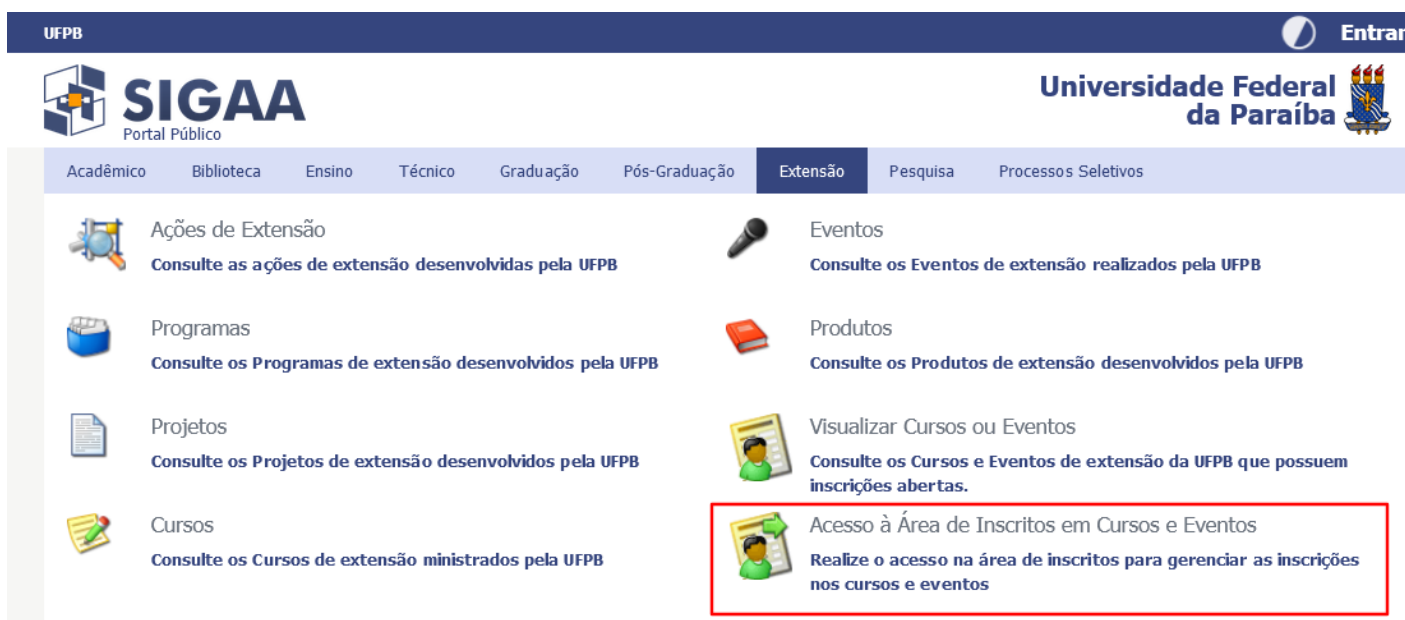 UFPB
Entrar
SIGAA
Portal Público
Universidade Federal
da Paraíba
Acadêmico Biblioteca Ensino Técnico Graduação Pós-Graduação Extensão Pesquisa Processos Seletivos
Ações de Extensão
Consulte as ações de extensão desenvolvidas pela UFPB
Eventos
Consulte os Eventos de extensão realizados pela UFPB
Programas
Consulte os Programas de extensão desenvolvidos pela UFPB
Produtos
Consulte os Produtos de extensão desenvolvidos pela UFPB
Projetos
Consulte os Projetos de extensão desenvolvidos pela UFPB
Visualizar Cursos ou Eventos
Consulte os Cursos e Eventos de extensão da UFPB que possuem
inscrições abertas.
Cursos
Consulte os Cursos de extensão ministrados pela UFPB
Acesso à Área de Inscritos em Cursos e Eventos
Realize o acesso na área de inscritos para gerenciar as inscrições
nos cursos e eventos